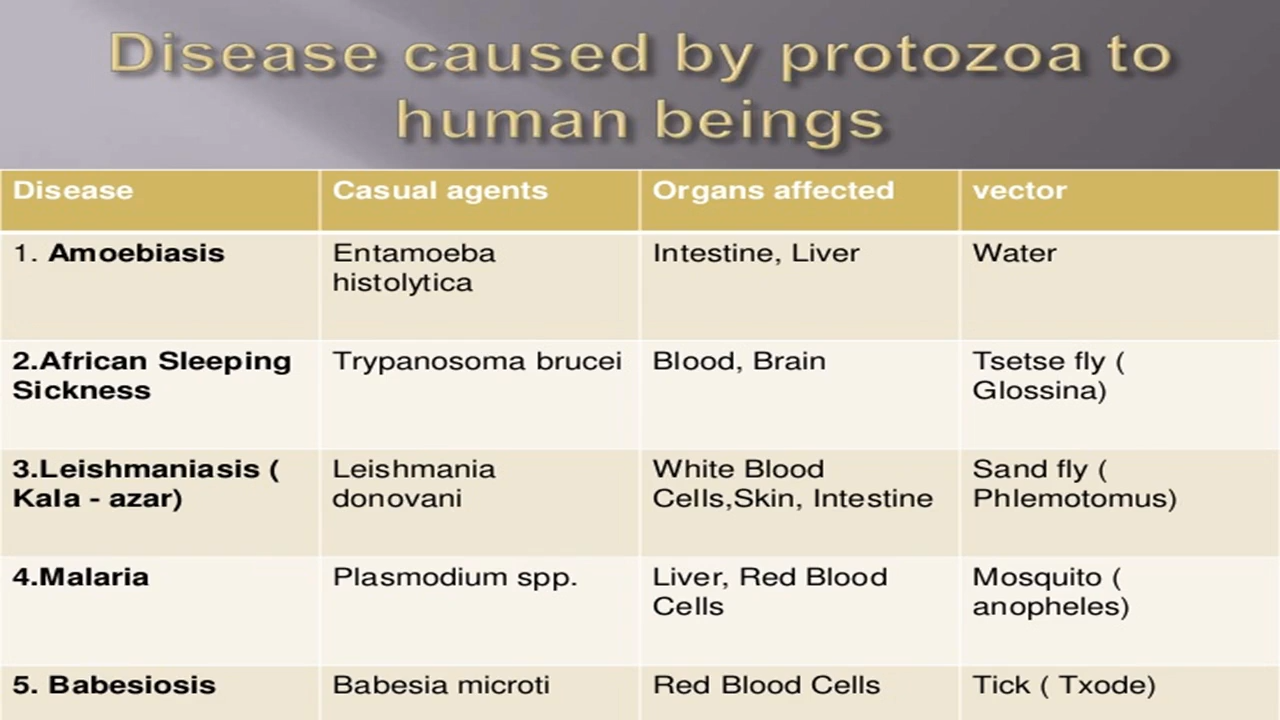 Disease caused by protozoa to
human beings
Disease Casual agents Organs affected vector
1. Amoebiasis Entamoeba Intestine, Liver Water
histolytica
2.African Sleeping Trypanosoma brucei Blood, Brain Tsetse fly (
Sickness Glossina)
3.Leishmaniasis ( Leishmania White Blood Sand fly (
Kala - azar) donovani Cells,Skin, Intestine Phlemotomus)
4.Malaria Plasmodium spp. Liver, Red Blood Mosquito (
Cells anopheles)
5. Babesiosis Babesia microti Red Blood Cells Tick ( Txode)